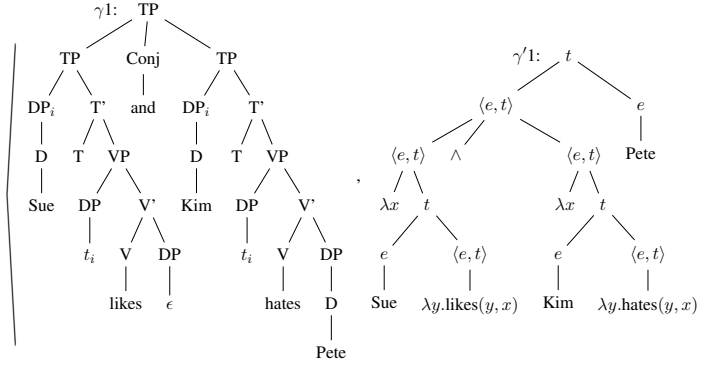 γ1: TP
TP Conj TP γ′1: t
DPᵢ T’ and DPᵢ T’ ⟨e, t⟩ e
D T VP D T VP , ⟨e, t⟩ ∧ ⟨e, t⟩ Pete
Sue DP V’ Kim DP V’ λx t λx t
tᵢ V DP tᵢ V DP e ⟨e, t⟩ e ⟨e, t⟩
likes ϵ hates D Sue λy.likes(y, x) Kim λy.hates(y, x)
Pete